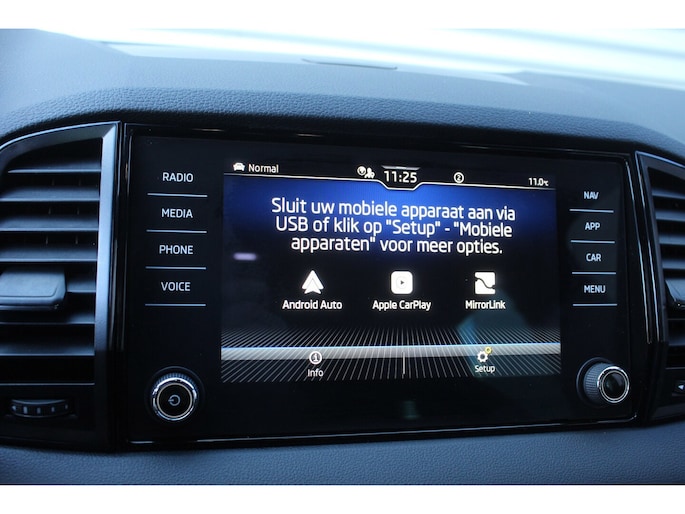 RADIO
MEDIA
PHONE
VOICE
Normal
11:25
2
11.0°C
Sluit uw mobiele apparaat aan via
USB of klik op "Setup" - "Mobiele
apparaten" voor meer opties.
Android Auto
Apple CarPlay
MirrorLink
Info
Setup
NAV
APP
CAR
MENU